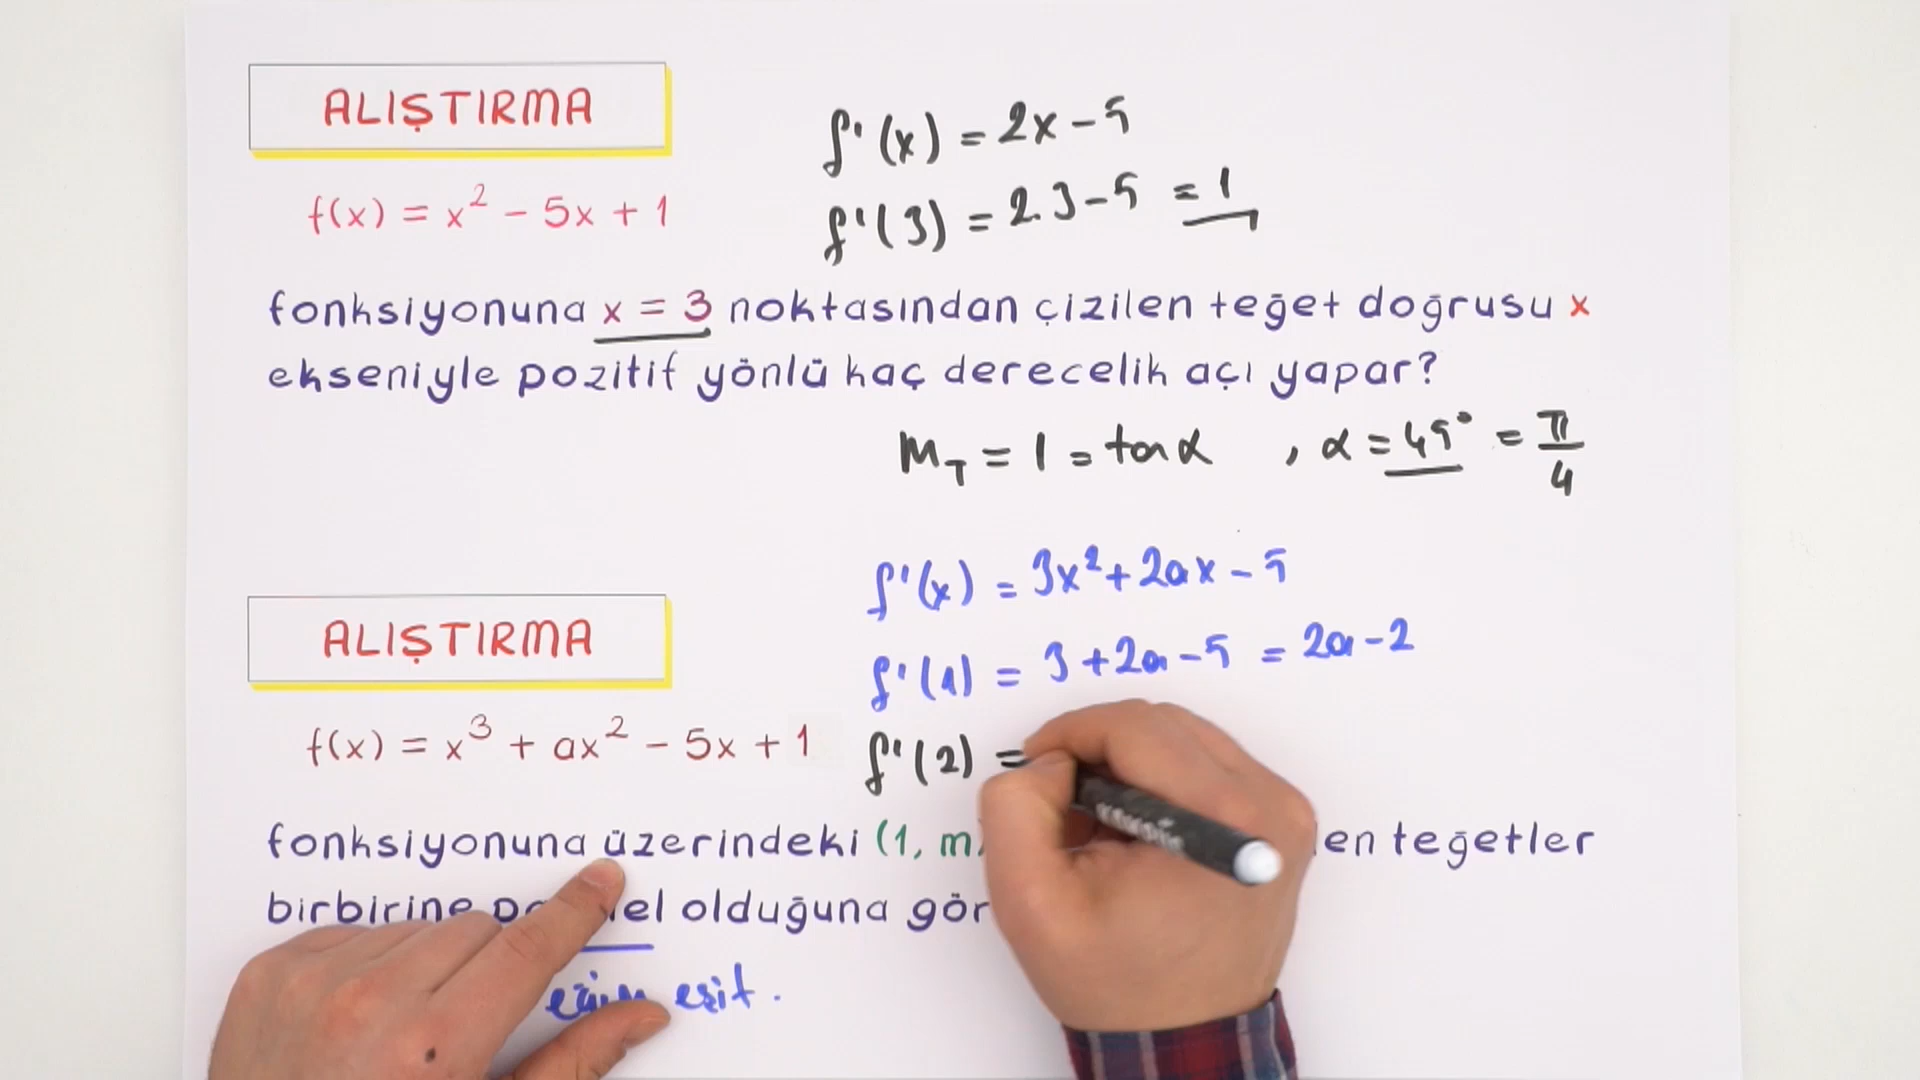 ALIŞTIRMA
f(x) = x² - 5x + 1
f'(x) = 2x - 5
f'(3) = 2.3 - 5 = 1
fonksiyonuna x = 3 noktasından çizilen teğet doğrusu x
ekseniyle pozitif yönlü kaç derecelik açı yapar?
m_T = 1 = tan α , α = 45° = π/4
ALIŞTIRMA
f(x) = x³ + ax² - 5x + 1
f'(x) = 3x² + 2ax - 5
f'(1) = 3 + 2a - 5 = 2a - 2
f'(2) =
fonksiyonuna üzerindeki (1, m) en teğetler
birbirine olduğuna gör
eğim eşit.